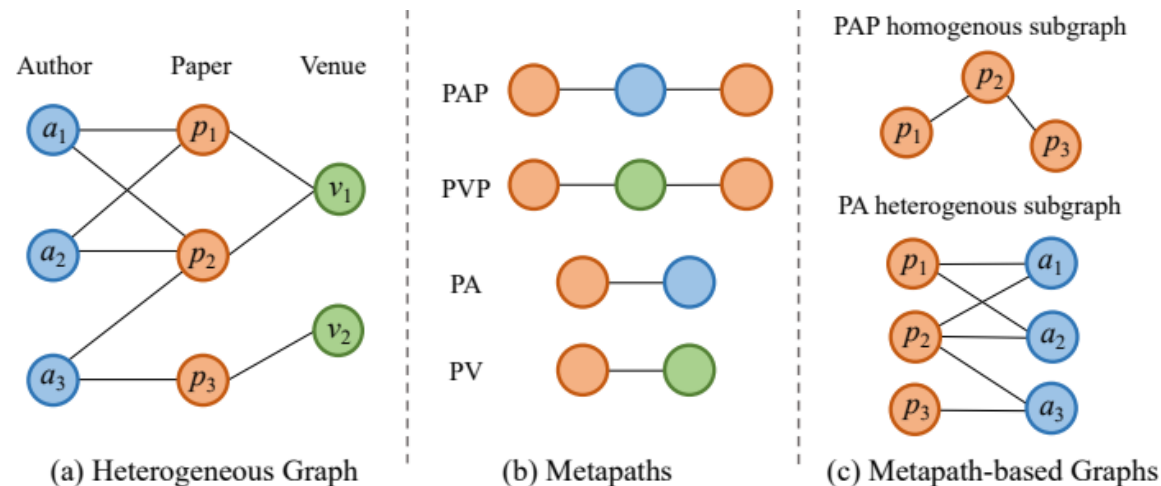 Author Paper Venue
a1 p1
v1
a2 p2
v2
a3 p3
(a) Heterogeneous Graph
PAP
PVP
PA
PV
(b) Metapaths
PAP homogenous subgraph
p2
p1
p3
PA heterogenous subgraph
p1 a1
p2 a2
p3 a3
(c) Metapath-based Graphs